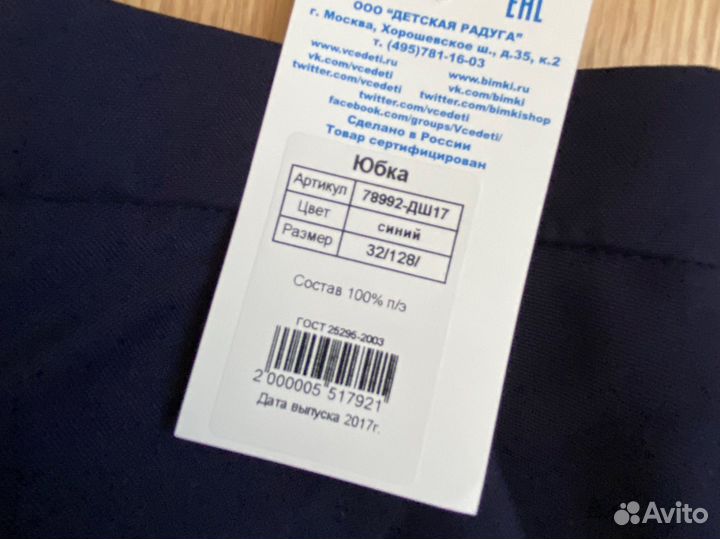 EAC
ООО "ДЕТСКАЯ РАДУГА"
г. Москва, Хорошевское ш., д.35, к.2
т. (495)781-16-03
www.vcedeti.ru www.bimki.ru
vk.com/vcedeti vk.com/bimki
twitter.com/vcedeti twitter.com/bimkishop
facebook.com/groups/Vcedeti/
Сделано в России
Товар сертифицирован
Юбка
Артикул 78992-ДШ17
Цвет синий
Размер 32/128/
Состав 100% п/э
ГОСТ 25295-2003
2 000005 517921
Дата выпуска 2017г.
Avito